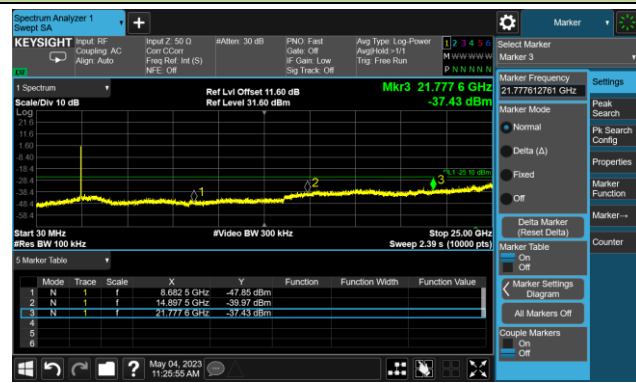 Spectrum Analyzer 1
Swept SA
+
Marker
KEYSIGHT
Input: RF
Coupling: AC
Align: Auto
Input Z: 50 Ω
Corr CCorr
Freq Ref: Int (S)
NFE: Off
#Atten: 30 dB
PNO: Fast
Gate: Off
IF Gain: Low
Sig Track: Off
Avg Type: Log-Power
Avg|Hold >1/1
Trig: Free Run
1 2 3 4 5 6
M W W W W W
P N N N N N
LW
1 Spectrum
Scale/Div 10 dB
Ref Lvl Offset 11.60 dB
Ref Level 31.60 dBm
Mkr3 21.777 6 GHz
-37.43 dBm
Log
21.6
11.6
1.60
-8.40
-18.4
-28.4
-38.4
-48.4
-58.4
DL1 -25.10 dBm
1
2
3
Start 30 MHz
#Res BW 100 kHz
#Video BW 300 kHz
Stop 25.00 GHz
Sweep 2.39 s (10000 pts)
5 Marker Table
Mode Trace Scale X Y Function Function Width Function Value
1 N 1 f 8.682 5 GHz -47.85 dBm
2 N 1 f 14.897 5 GHz -39.97 dBm
3 N 1 f 21.777 6 GHz -37.43 dBm
4
5
6
Select Marker
Marker 3
Marker Frequency
21.777612761 GHz
Marker Mode
Normal
Delta (Δ)
Fixed
Off
Delta Marker
(Reset Delta)
Marker Table
On
Off
Marker Settings
Diagram
All Markers Off
Couple Markers
On
Off
Settings
Peak
Search
Pk Search
Config
Properties
Marker
Function
Marker→
Counter
?
May 04, 2023
11:25:55 AM